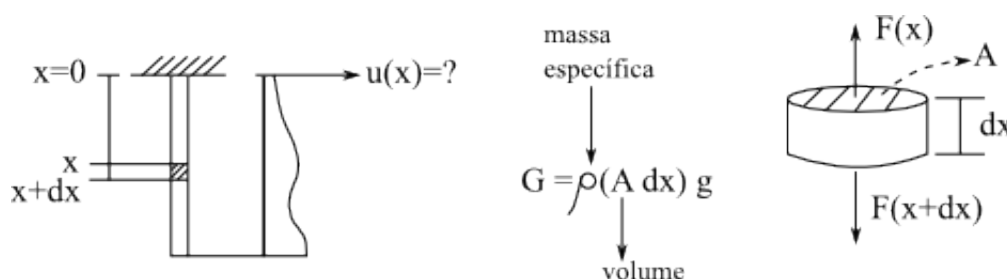 x=0
u(x)=?
x
x+dx
massa
específica
G = ρ(A dx) g
volume
F(x)
A
dx
F(x+dx)